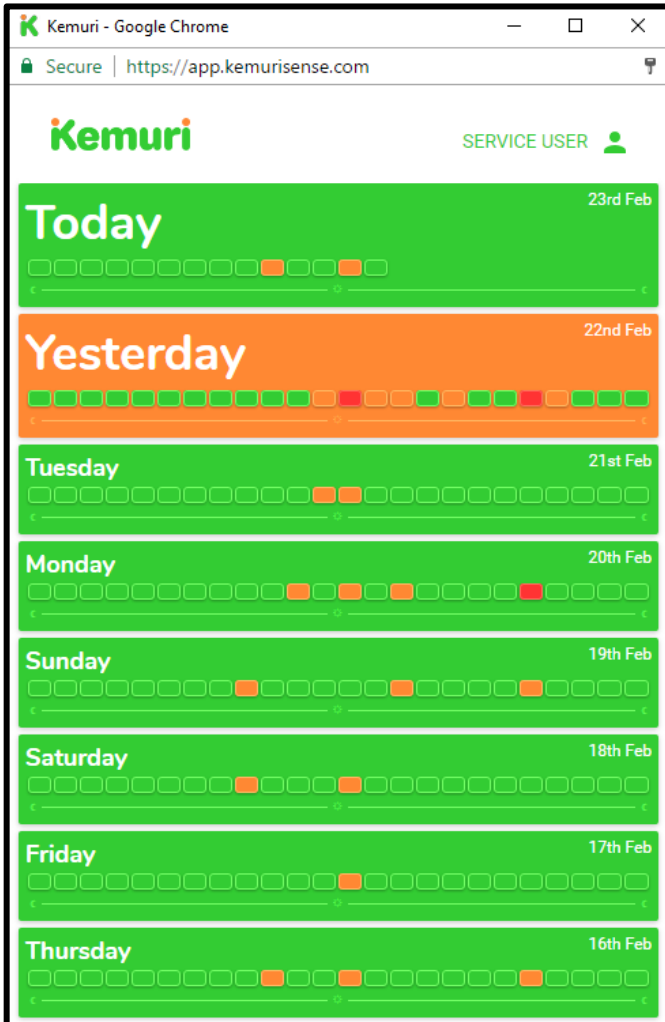 Kemuri - Google Chrome
Secure | https://app.kemurisense.com
Kemuri
SERVICE USER
23rd Feb
Today
22nd Feb
Yesterday
21st Feb
Tuesday
20th Feb
Monday
19th Feb
Sunday
18th Feb
Saturday
17th Feb
Friday
16th Feb
Thursday